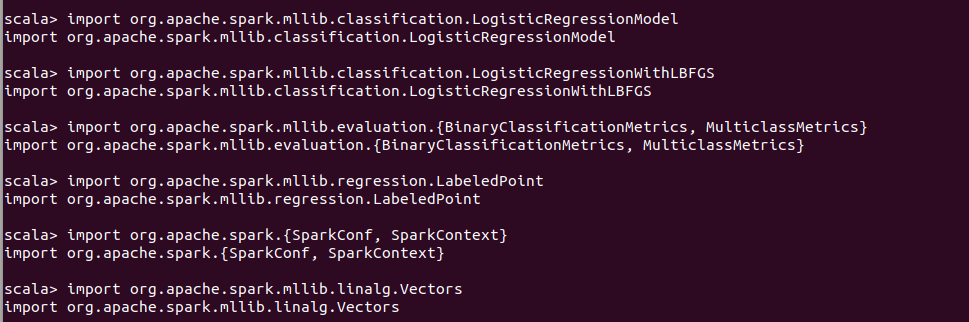 scala> import org.apache.spark.mllib.classification.LogisticRegressionModel
import org.apache.spark.mllib.classification.LogisticRegressionModel
scala> import org.apache.spark.mllib.classification.LogisticRegressionWithLBFGS
import org.apache.spark.mllib.classification.LogisticRegressionWithLBFGS
scala> import org.apache.spark.mllib.evaluation.{BinaryClassificationMetrics, MulticlassMetrics}
import org.apache.spark.mllib.evaluation.{BinaryClassificationMetrics, MulticlassMetrics}
scala> import org.apache.spark.mllib.regression.LabeledPoint
import org.apache.spark.mllib.regression.LabeledPoint
scala> import org.apache.spark.{SparkConf, SparkContext}
import org.apache.spark.{SparkConf, SparkContext}
scala> import org.apache.spark.mllib.linalg.Vectors
import org.apache.spark.mllib.linalg.Vectors